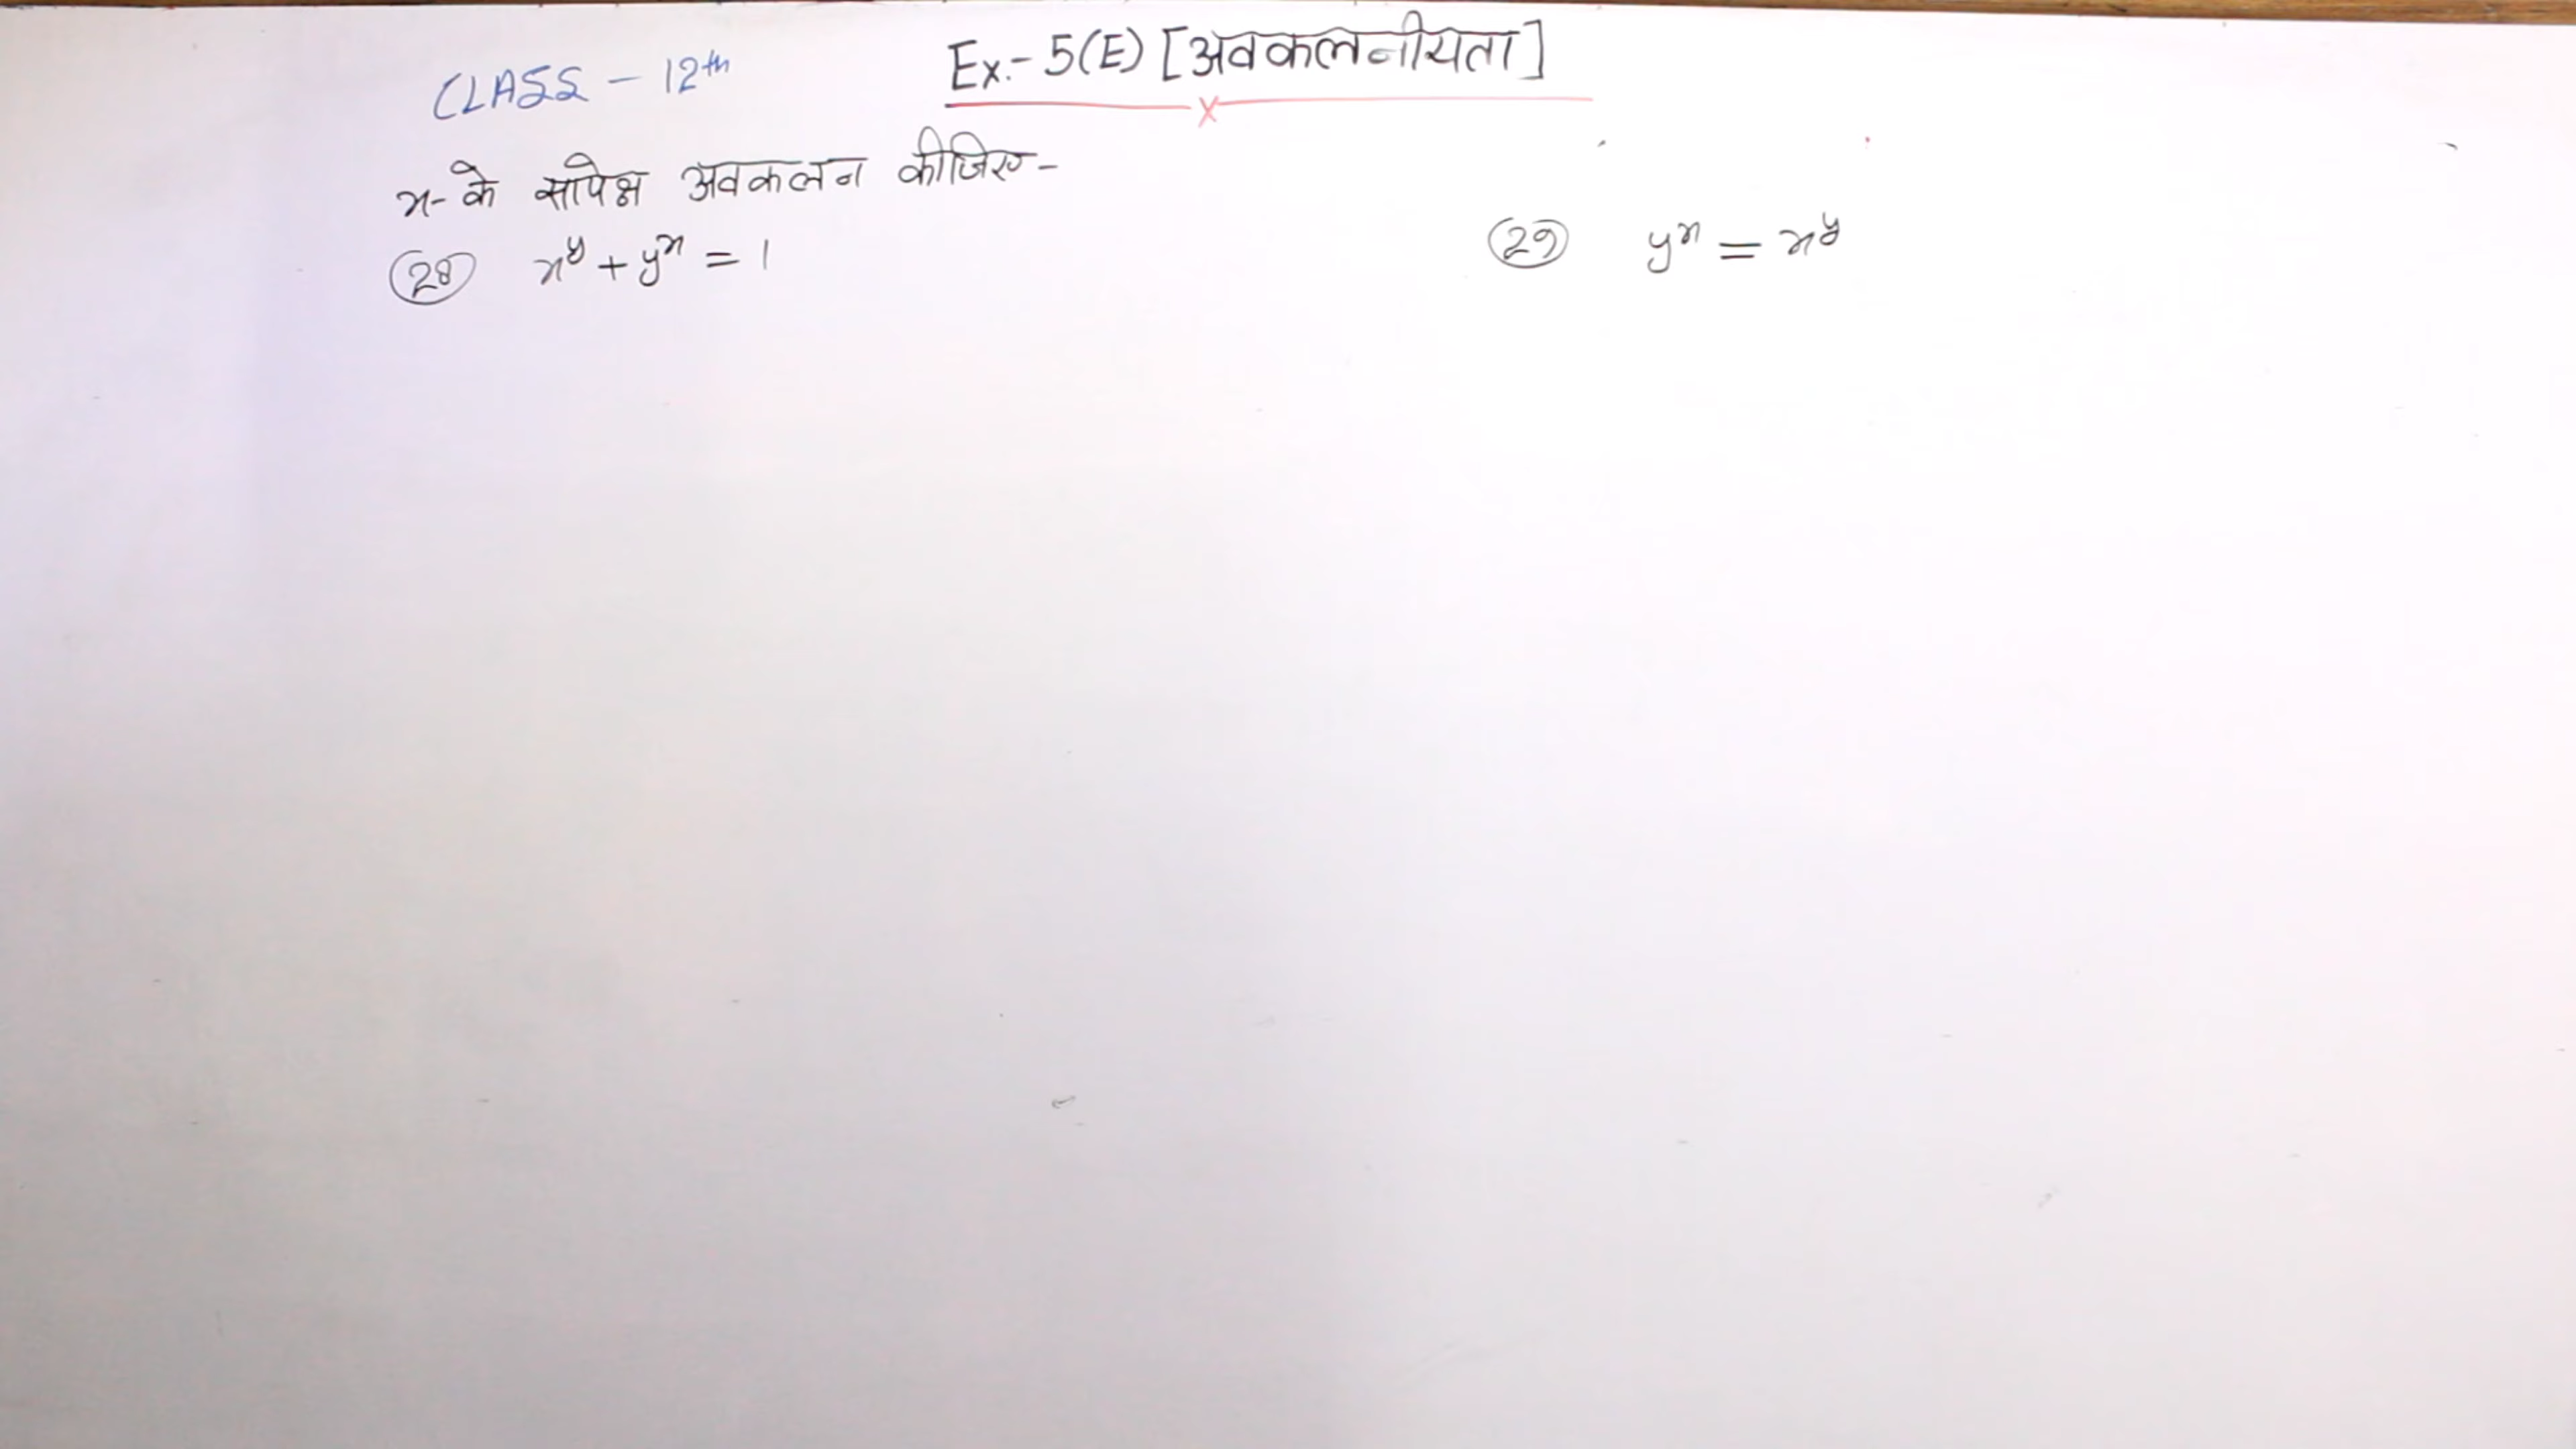 CLASS - 12th
Ex:- 5(E) [अवकलनीयता]
x- के सापेक्ष अवकलन कीजिए-
(28) x^y + y^x = 1
(29) y^x = x^y